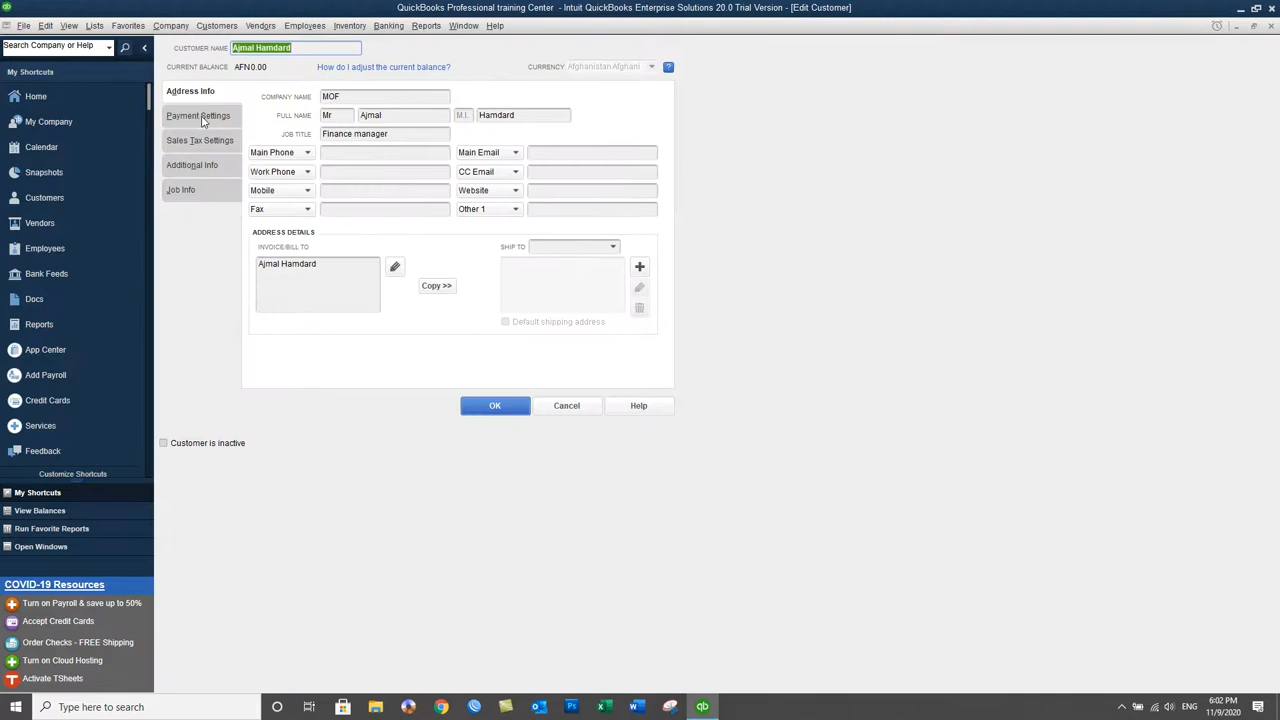 QuickBooks Professional training Center - Intuit QuickBooks Enterprise Solutions 20.0 Trial Version - [Edit Customer]
File Edit View Lists Favorites Company Customers Vendors Employees Inventory Banking Reports Window Help
Search Company or Help
My Shortcuts
Home
My Company
Calendar
Snapshots
Customers
Vendors
Employees
Bank Feeds
Docs
Reports
App Center
Add Payroll
Credit Cards
Services
Feedback
Customize Shortcuts
My Shortcuts
View Balances
Run Favorite Reports
Open Windows
COVID-19 Resources
Turn on Payroll & save up to 50%
Accept Credit Cards
Order Checks - FREE Shipping
Turn on Cloud Hosting
T Activate TSheets
CUSTOMER NAME Ajmal Hamdard
CURRENT BALANCE AFN0.00 How do I adjust the current balance? CURRENCY Afghanistan Afghani ?
Address Info
Payment Settings
Sales Tax Settings
Additional Info
Job Info
COMPANY NAME MOF
FULL NAME Mr Ajmal M.I. Hamdard
JOB TITLE Finance manager
Main Phone Main Email
Work Phone CC Email
Mobile Website
Fax Other 1
ADDRESS DETAILS
INVOICE/BILL TO SHIP TO
Ajmal Hamdard
Copy >>
Default shipping address
OK Cancel Help
Customer is inactive
Type here to search
ENG
6:02 PM
11/9/2020